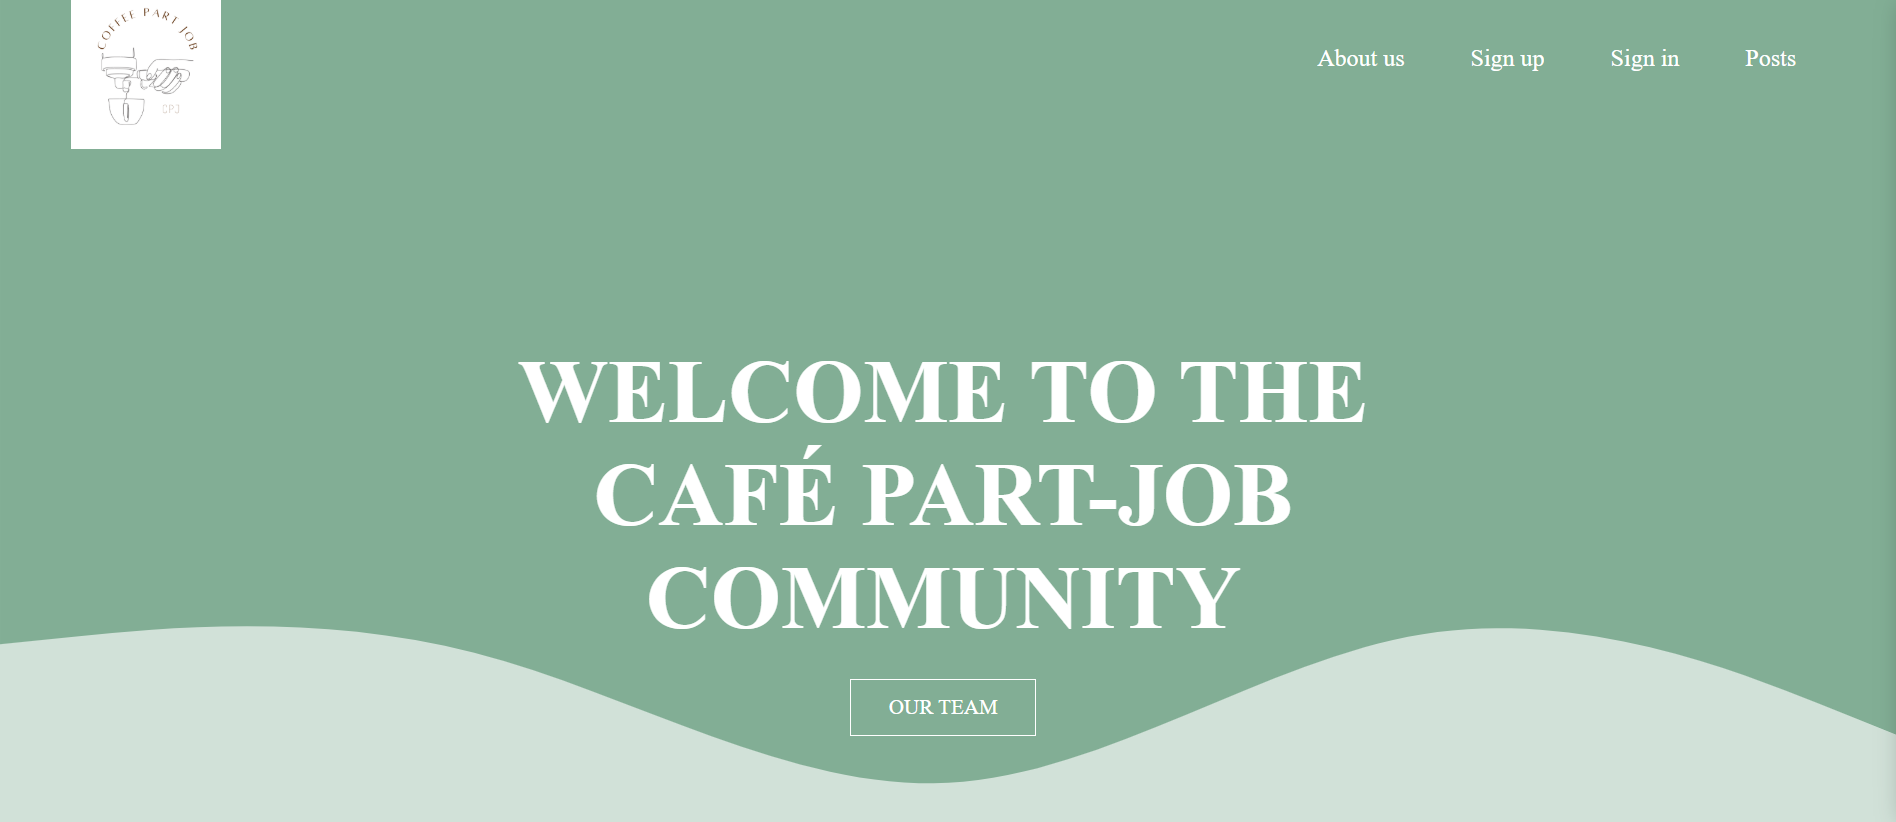 COFFEE PART JOB
CPJ
About us Sign up Sign in Posts
WELCOME TO THE
CAFÉ PART-JOB
COMMUNITY
OUR TEAM